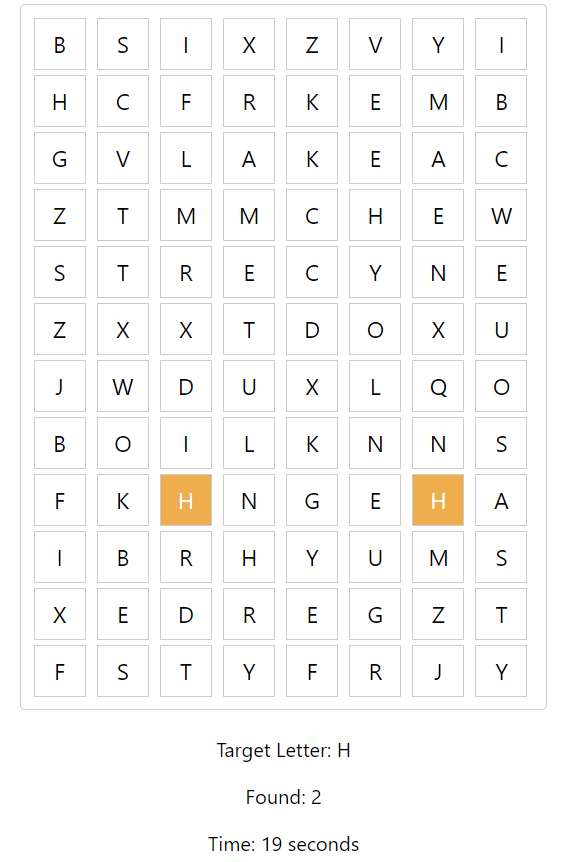 B S I X Z V Y I
H C F R K E M B
G V L A K E A C
Z T M M C H E W
S T R E C Y N E
Z X X T D O X U
J W D U X L Q O
B O I L K N N S
F K H N G E H A
I B R H Y U M S
X E D R E G Z T
F S T Y F R J Y
Target Letter: H
Found: 2
Time: 19 seconds